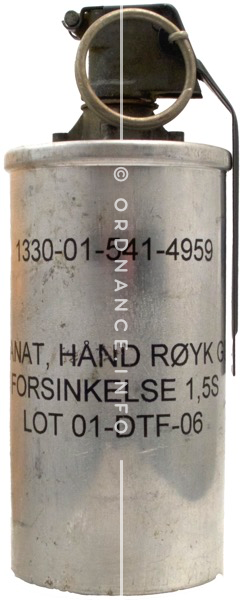 1330-01-541-4959
ANAT, HÅND RØYK G
FORSINKELSE 1,5S
LOT 01-DTF-06
© ORDNANCE.info